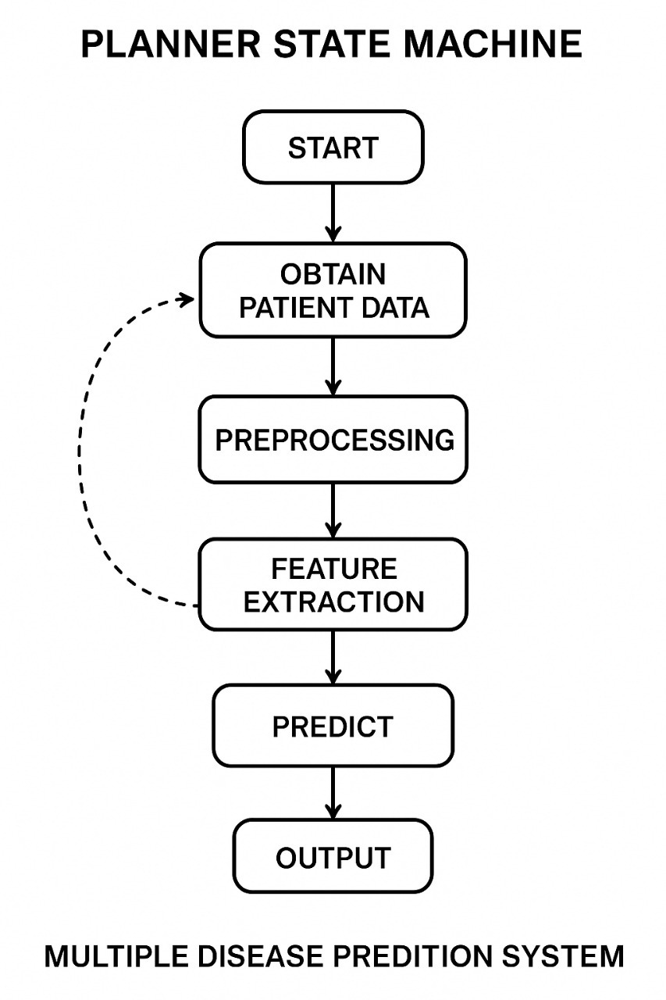 PLANNER STATE MACHINE
START
OBTAIN
PATIENT DATA
PREPROCESSING
FEATURE
EXTRACTION
PREDICT
OUTPUT
MULTIPLE DISEASE PREDITION SYSTEM